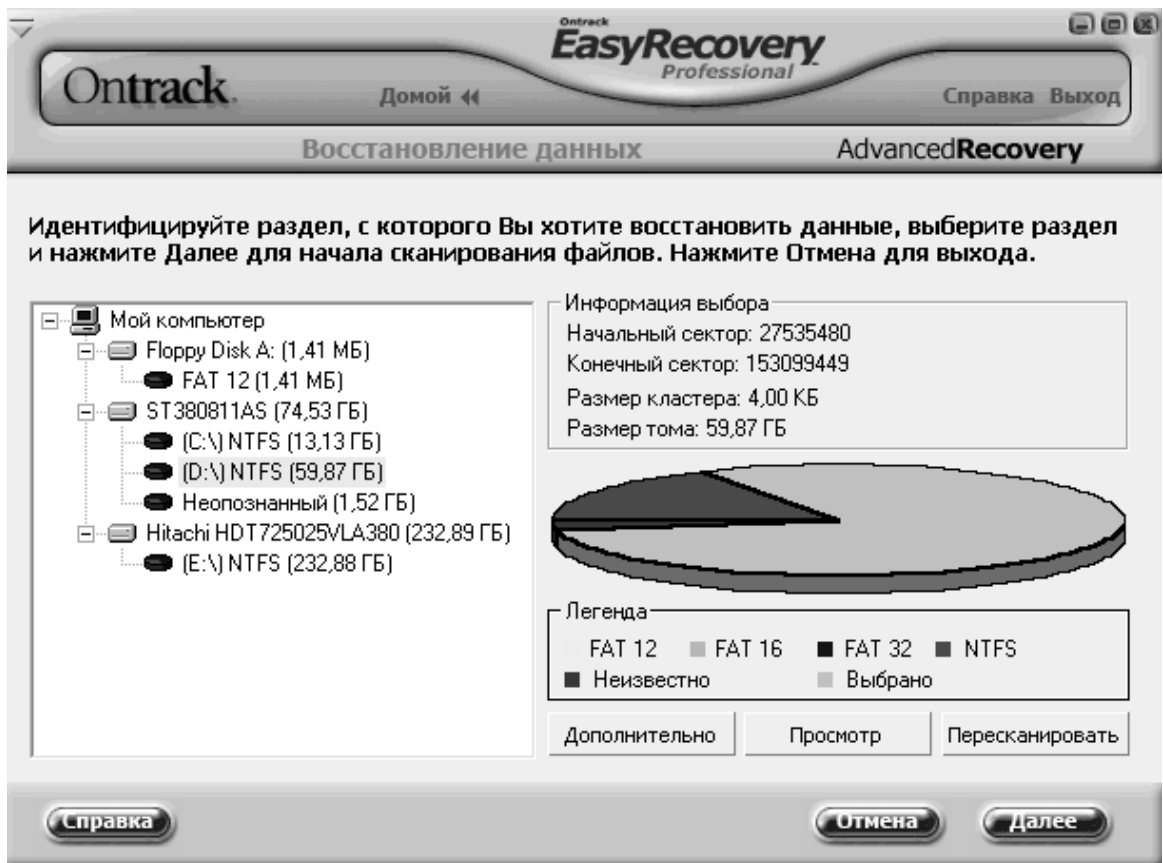 Ontrack
EasyRecovery
Professional
Ontrack
Домой
Справка Выход
Восстановление данных
AdvancedRecovery
Идентифицируйте раздел, с которого Вы хотите восстановить данные, выберите раздел
и нажмите Далее для начала сканирования файлов. Нажмите Отмена для выхода.
Мой компьютер
Floppy Disk A: (1,41 МБ)
FAT 12 (1,41 МБ)
ST380811AS (74,53 ГБ)
(C:\) NTFS (13,13 ГБ)
(D:\) NTFS (59,87 ГБ)
Неопознанный (1,52 ГБ)
Hitachi HDT725025VLA380 (232,89 ГБ)
(E:\) NTFS (232,88 ГБ)
Информация выбора
Начальный сектор: 27535480
Конечный сектор: 153099449
Размер кластера: 4,00 КБ
Размер тома: 59,87 ГБ
Легенда
FAT 12 FAT 16 FAT 32 NTFS
Неизвестно Выбрано
Дополнительно Просмотр Пересканировать
Справка Отмена Далее